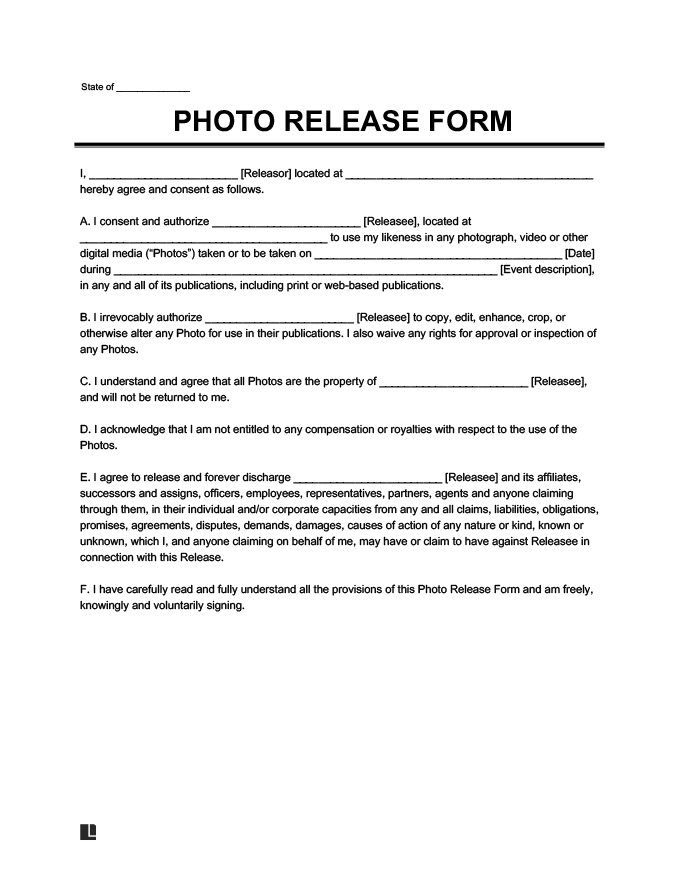 State of ______________
PHOTO RELEASE FORM
I, ________________________ [Releasor] located at ________________________________________
hereby agree and consent as follows.
A. I consent and authorize ________________________ [Releasee], located at
________________________________________ to use my likeness in any photograph, video or other
digital media (“Photos”) taken or to be taken on ________________________________________ [Date]
during ______________________________________________________________ [Event description],
in any and all of its publications, including print or web-based publications.
B. I irrevocably authorize ________________________ [Releasee] to copy, edit, enhance, crop, or
otherwise alter any Photo for use in their publications. I also waive any rights for approval or inspection of
any Photos.
C. I understand and agree that all Photos are the property of ________________________ [Releasee],
and will not be returned to me.
D. I acknowledge that I am not entitled to any compensation or royalties with respect to the use of the
Photos.
E. I agree to release and forever discharge ________________________ [Releasee] and its affiliates,
successors and assigns, officers, employees, representatives, partners, agents and anyone claiming
through them, in their individual and/or corporate capacities from any and all claims, liabilities, obligations,
promises, agreements, disputes, demands, damages, causes of action of any nature or kind, known or
unknown, which I, and anyone claiming on behalf of me, may have or claim to have against Releasee in
connection with this Release.
F. I have carefully read and fully understand all the provisions of this Photo Release Form and am freely,
knowingly and voluntarily signing.